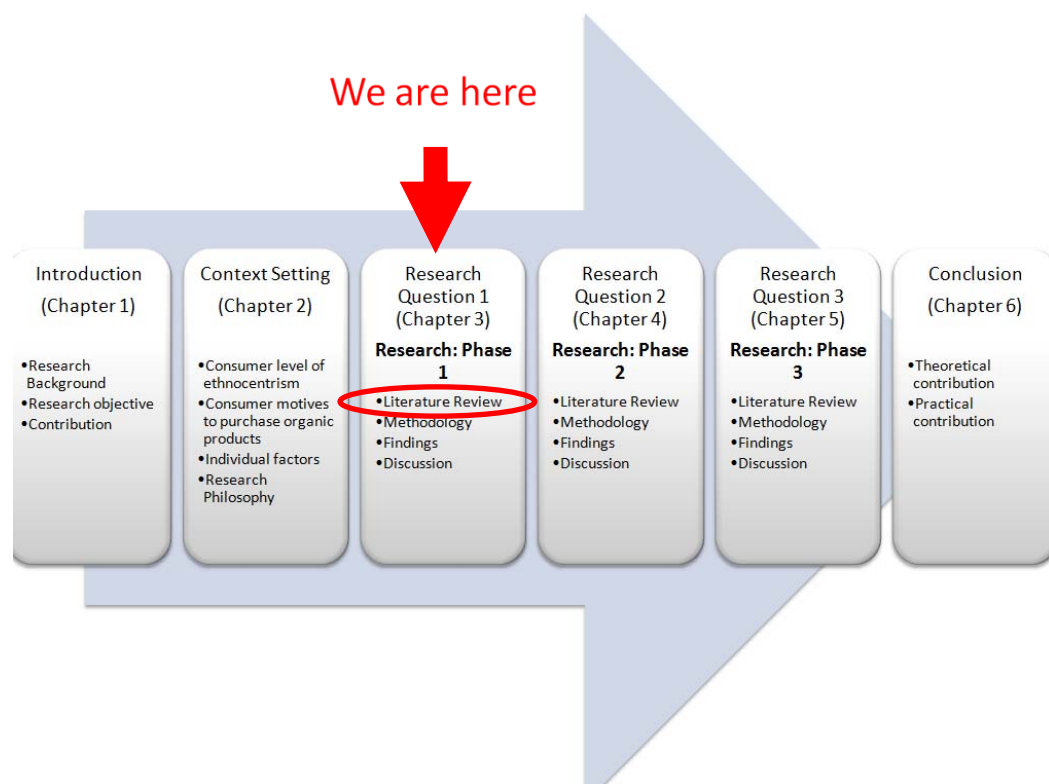 We are here
Introduction
(Chapter 1)
•Research
Background
•Research objective
•Contribution
Context Setting
(Chapter 2)
•Consumer level of
ethnocentrism
•Consumer motives
to purchase organic
products
•Individual factors
•Research
Philosophy
Research
Question 1
(Chapter 3)
Research: Phase
1
•Literature Review
•Methodology
•Findings
•Discussion
Research
Question 2
(Chapter 4)
Research: Phase
2
•Literature Review
•Methodology
•Findings
•Discussion
Research
Question 3
(Chapter 5)
Research: Phase
3
•Literature Review
•Methodology
•Findings
•Discussion
Conclusion
(Chapter 6)
•Theoretical
contribution
•Practical
contribution